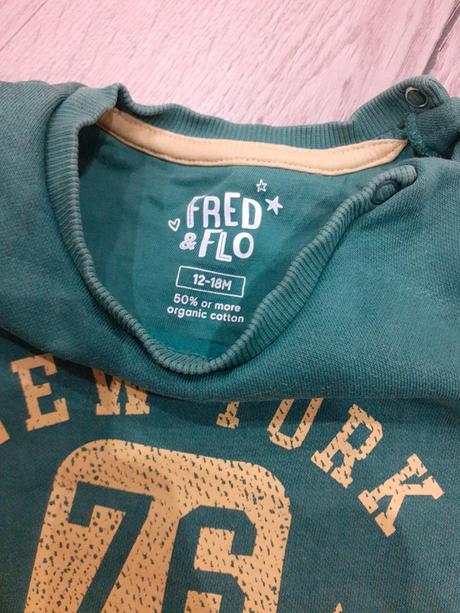 FRED
& FLO
12-18M
50% or more
organic cotton
NEW YORK
76